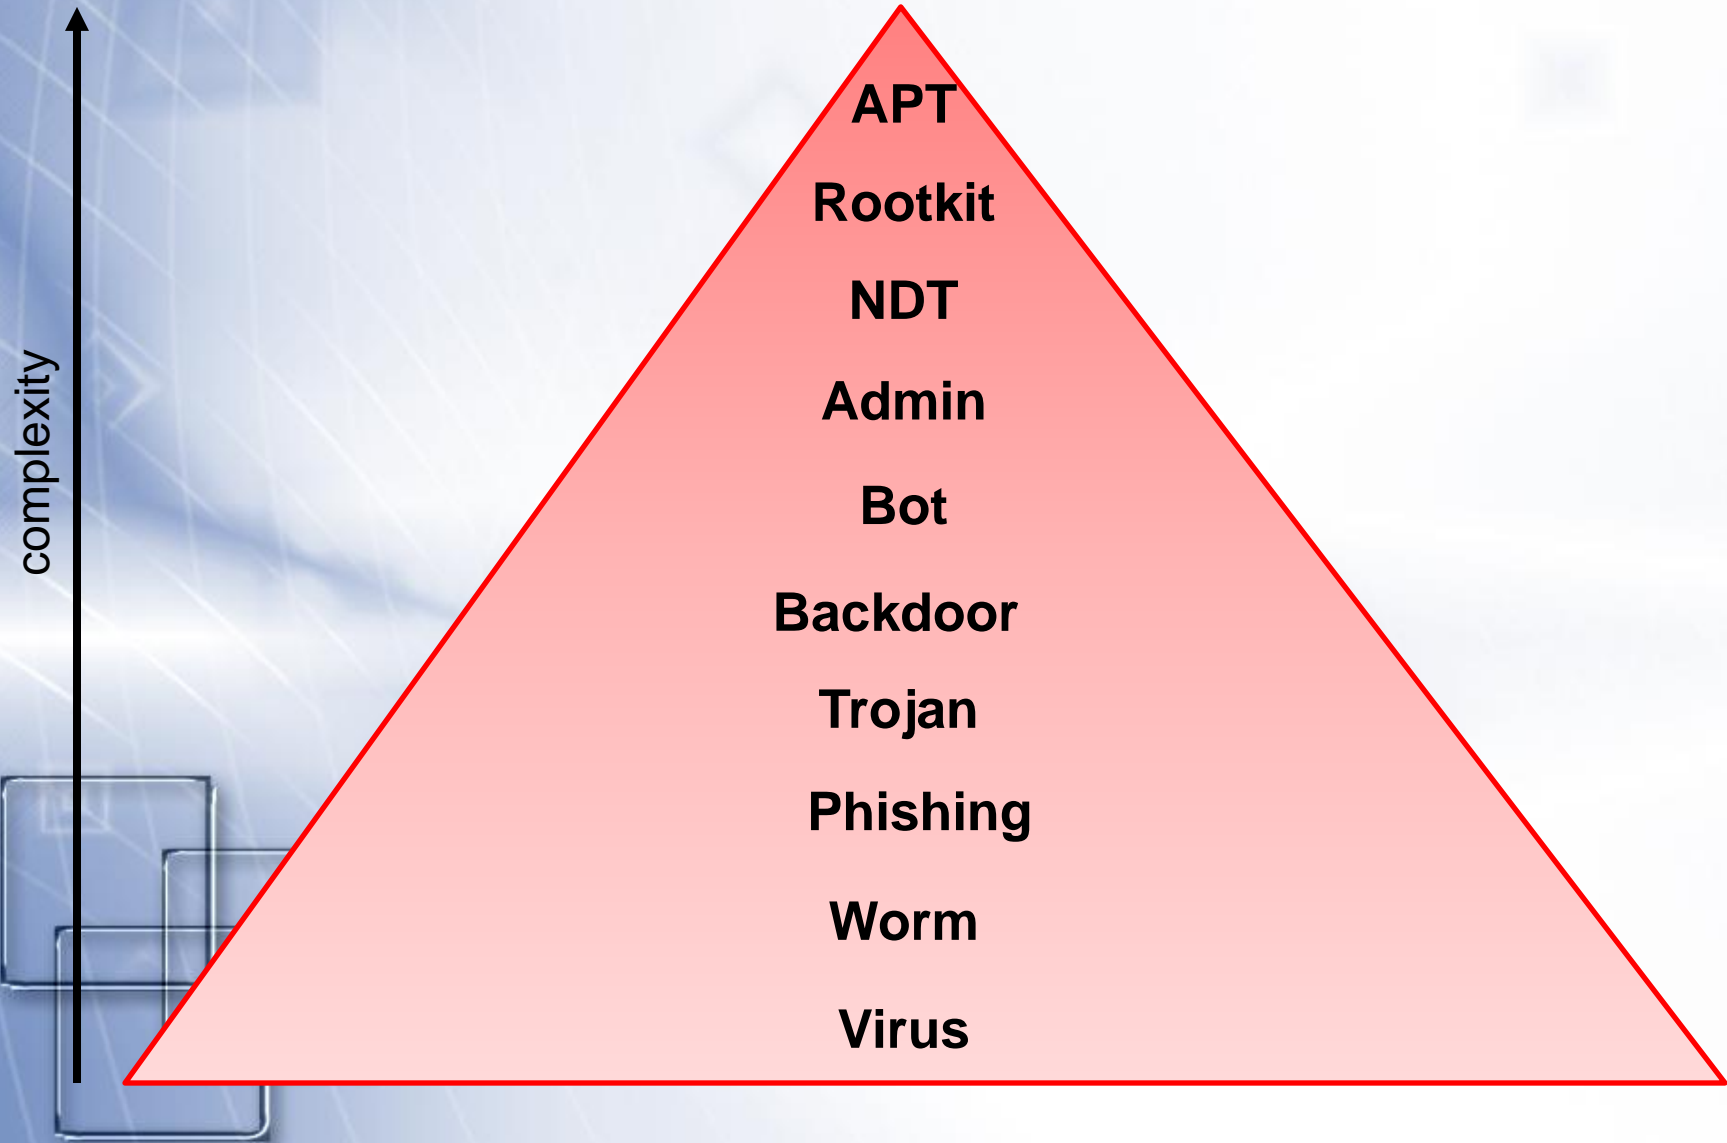 complexity
APT
Rootkit
NDT
Admin
Bot
Backdoor
Trojan
Phishing
Worm
Virus